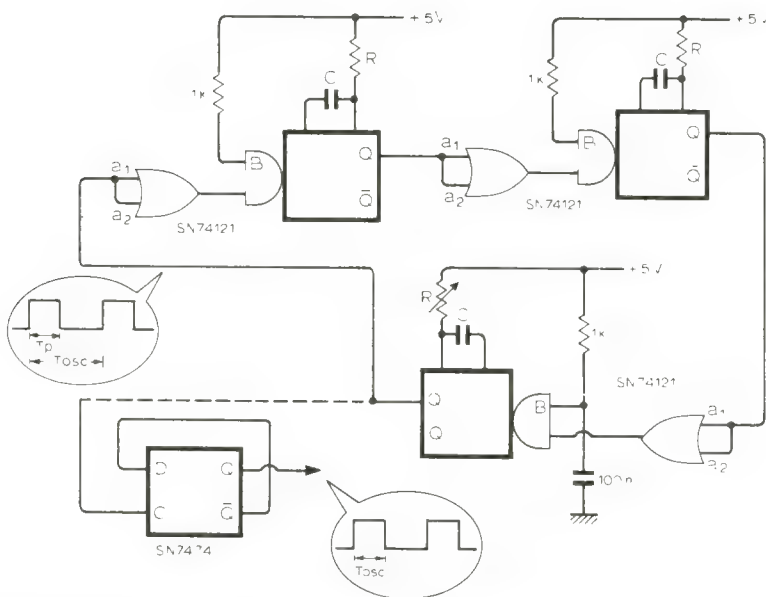 +5V
+5V
R
R
C
C
1K
1K
B
B
Q
Q
a1
a1
Q̄
Q̄
a2
a2
SN74121
SN74121
+5V
R
C
1K
SN74121
Tp
Tosc
Q
B
a1
Q
a2
D
Q
100n
C
Q̄
SN7474
Tosc